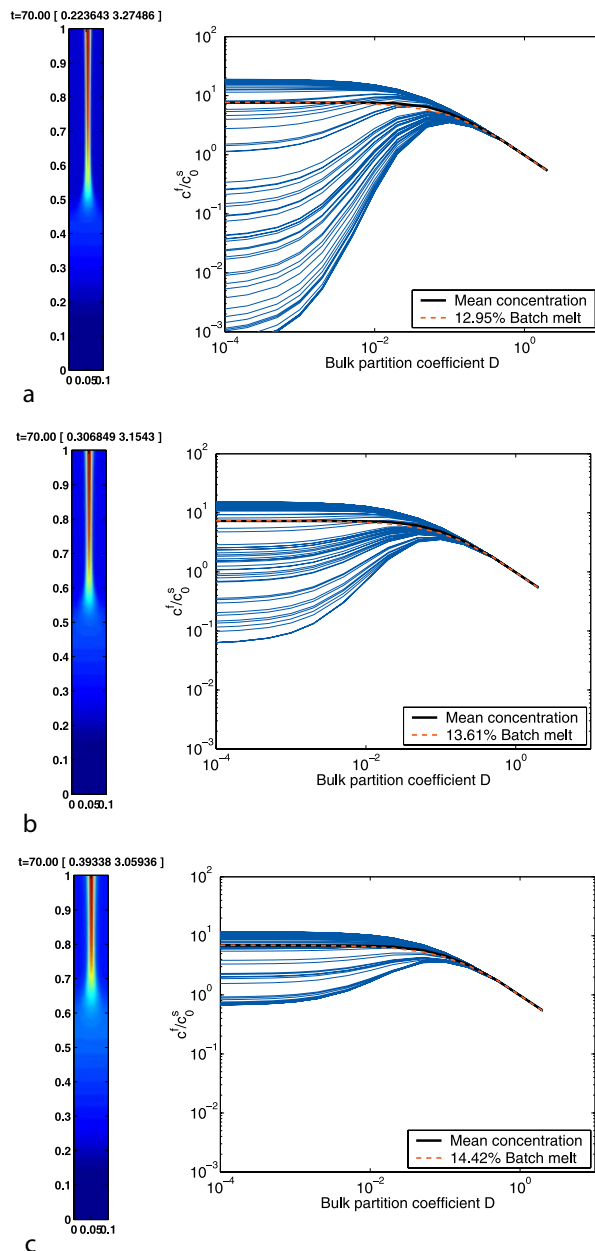 t=70.00 [ 0.223643 3.27486 ]
1
0.9
0.8
0.7
0.6
0.5
0.4
0.3
0.2
0.1
0
0 0.05 0.1
a
10^2
10^1
10^0
10^-1
10^-2
10^-3
c^f/c_0^s
10^-4
10^-2
10^0
Bulk partition coefficient D
Mean concentration
12.95% Batch melt
t=70.00 [ 0.306849 3.1543 ]
1
0.9
0.8
0.7
0.6
0.5
0.4
0.3
0.2
0.1
0
0 0.05 0.1
b
10^2
10^1
10^0
10^-1
10^-2
10^-3
c^f/c_0^s
10^-4
10^-2
10^0
Bulk partition coefficient D
Mean concentration
13.61% Batch melt
t=70.00 [ 0.39338 3.05936 ]
1
0.9
0.8
0.7
0.6
0.5
0.4
0.3
0.2
0.1
0
0 0.05 0.1
c
10^2
10^1
10^0
10^-1
10^-2
10^-3
c^f/c_0^s
10^-4
10^-2
10^0
Bulk partition coefficient D
Mean concentration
14.42% Batch melt